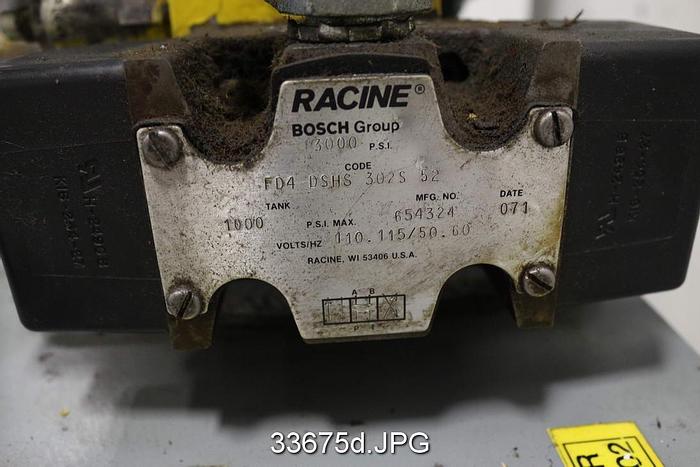 RACINE®
BOSCH Group
3000 P.S.I.
CODE
FD4 DSHS 302S 52
TANK MFG. NO. DATE
1000 P.S.I. MAX. 654324 071
VOLTS/HZ 110.115/50.60
RACINE, WI 53406 U.S.A.
A B
P T
R
02
33675d.JPG